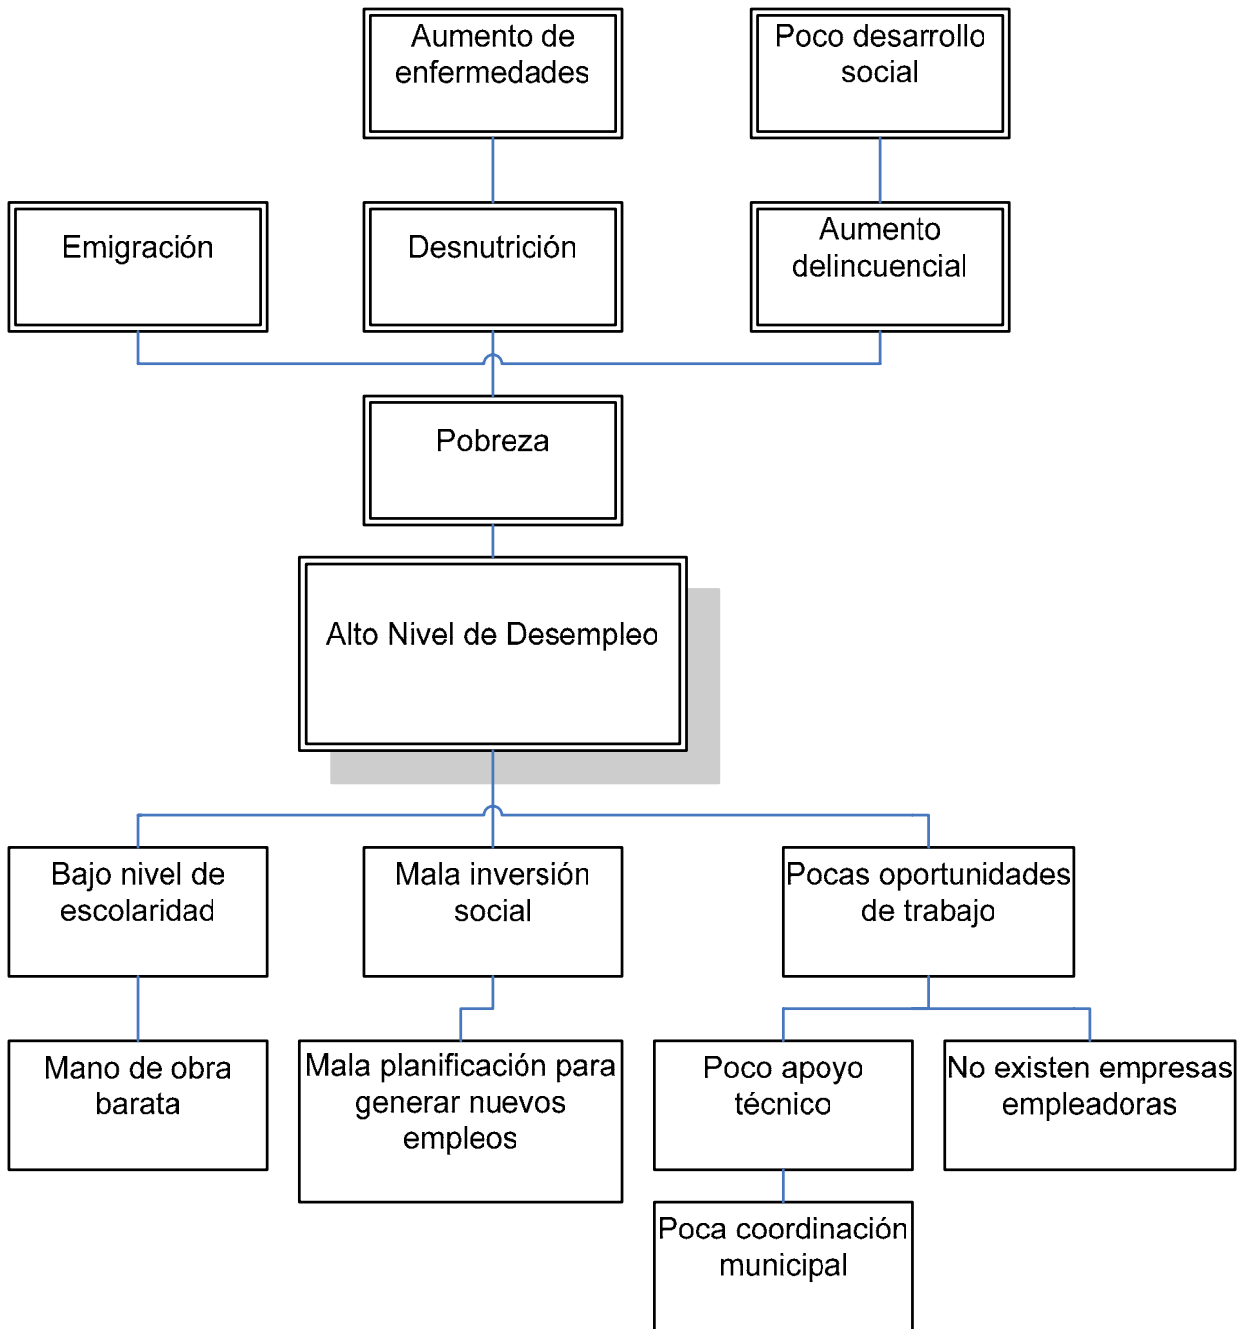 Aumento de
enfermedades
Poco desarrollo
social
Emigración
Desnutrición
Aumento
delincuencial
Pobreza
Alto Nivel de Desempleo
Bajo nivel de
escolaridad
Mala inversión
social
Pocas oportunidades
de trabajo
Mano de obra
barata
Mala planificación para
generar nuevos
empleos
Poco apoyo
técnico
No existen empresas
empleadoras
Poca coordinación
municipal